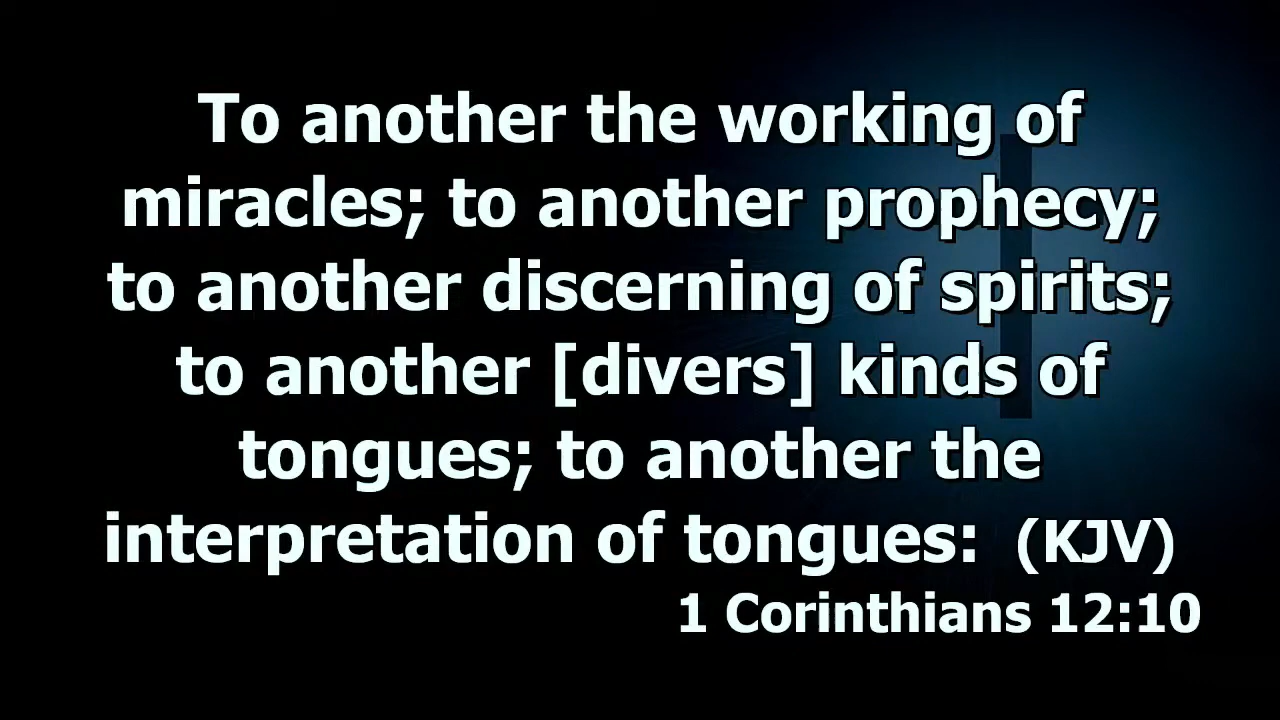 To another the working of
miracles; to another prophecy;
to another discerning of spirits;
to another [divers] kinds of
tongues; to another the
interpretation of tongues: (KJV)
1 Corinthians 12:10